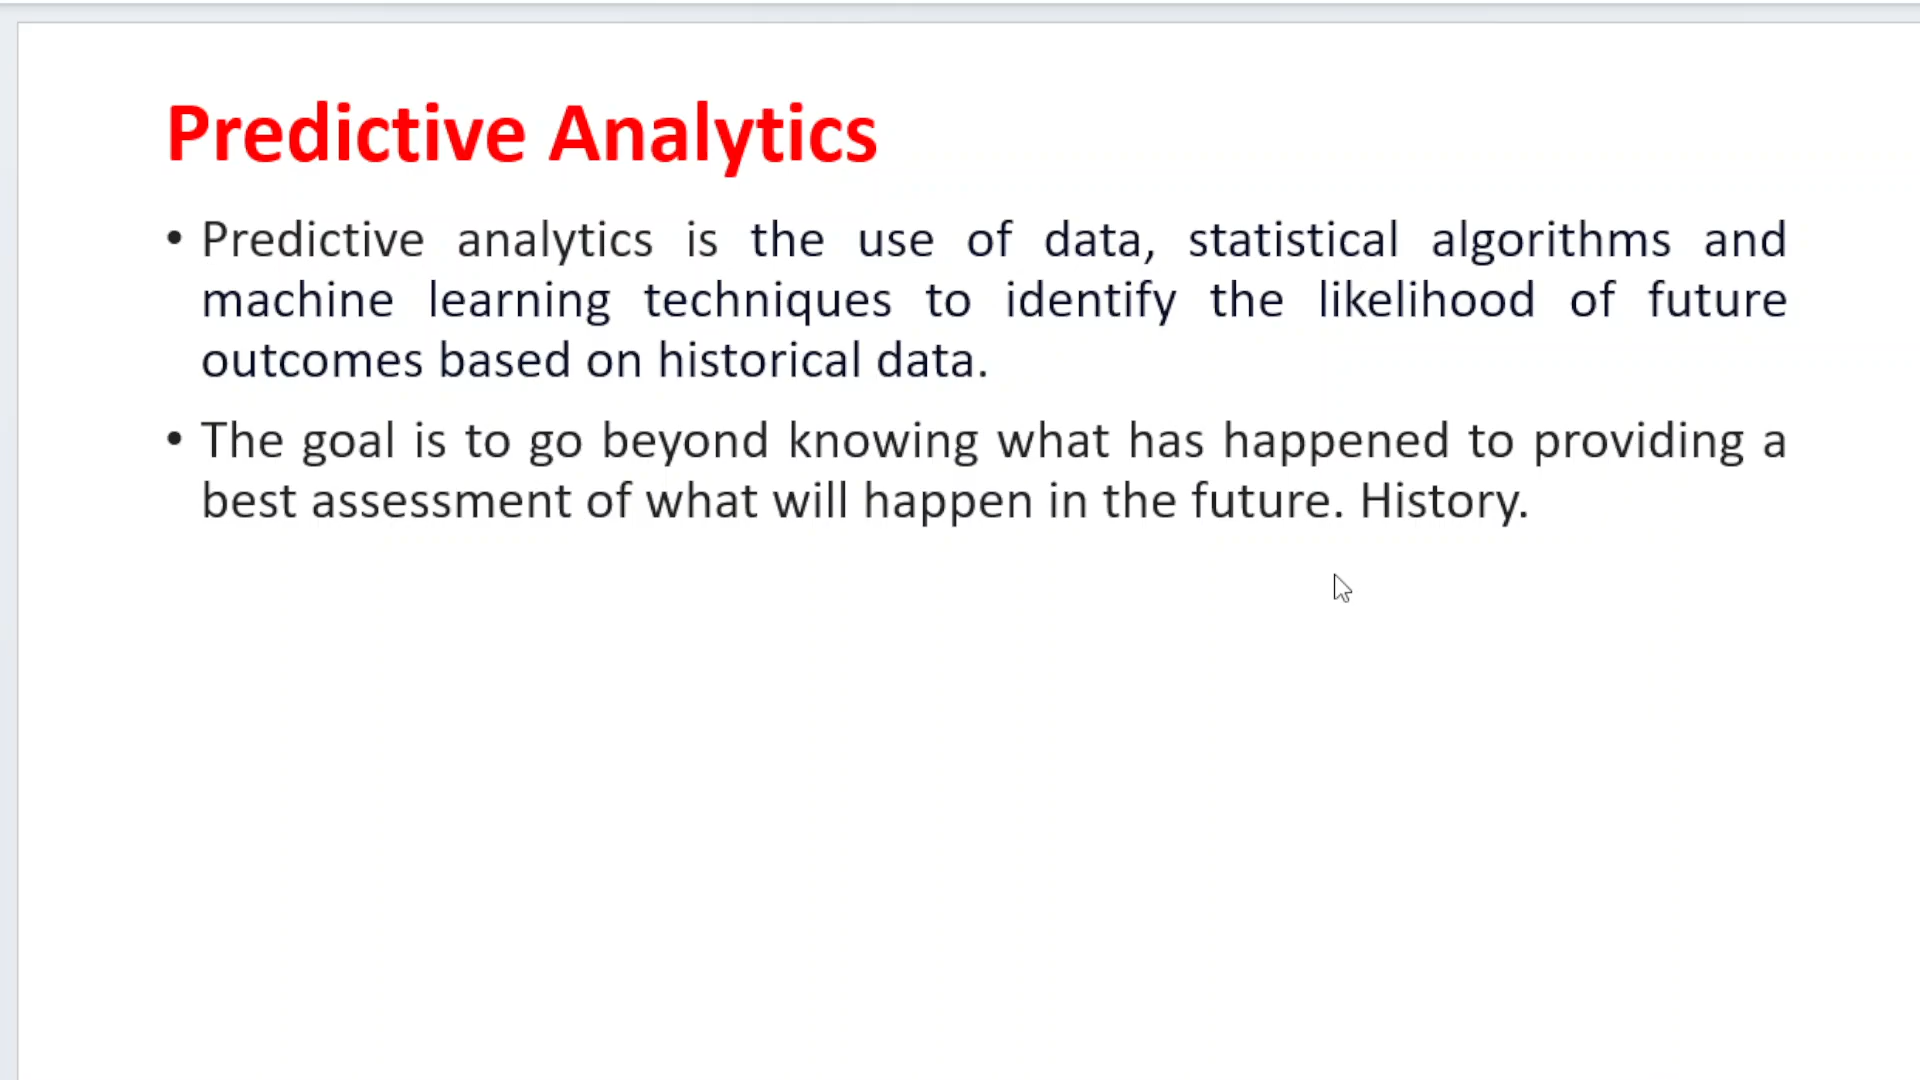 Predictive Analytics
• Predictive analytics is the use of data, statistical algorithms and
machine learning techniques to identify the likelihood of future
outcomes based on historical data.
• The goal is to go beyond knowing what has happened to providing a
best assessment of what will happen in the future. History.